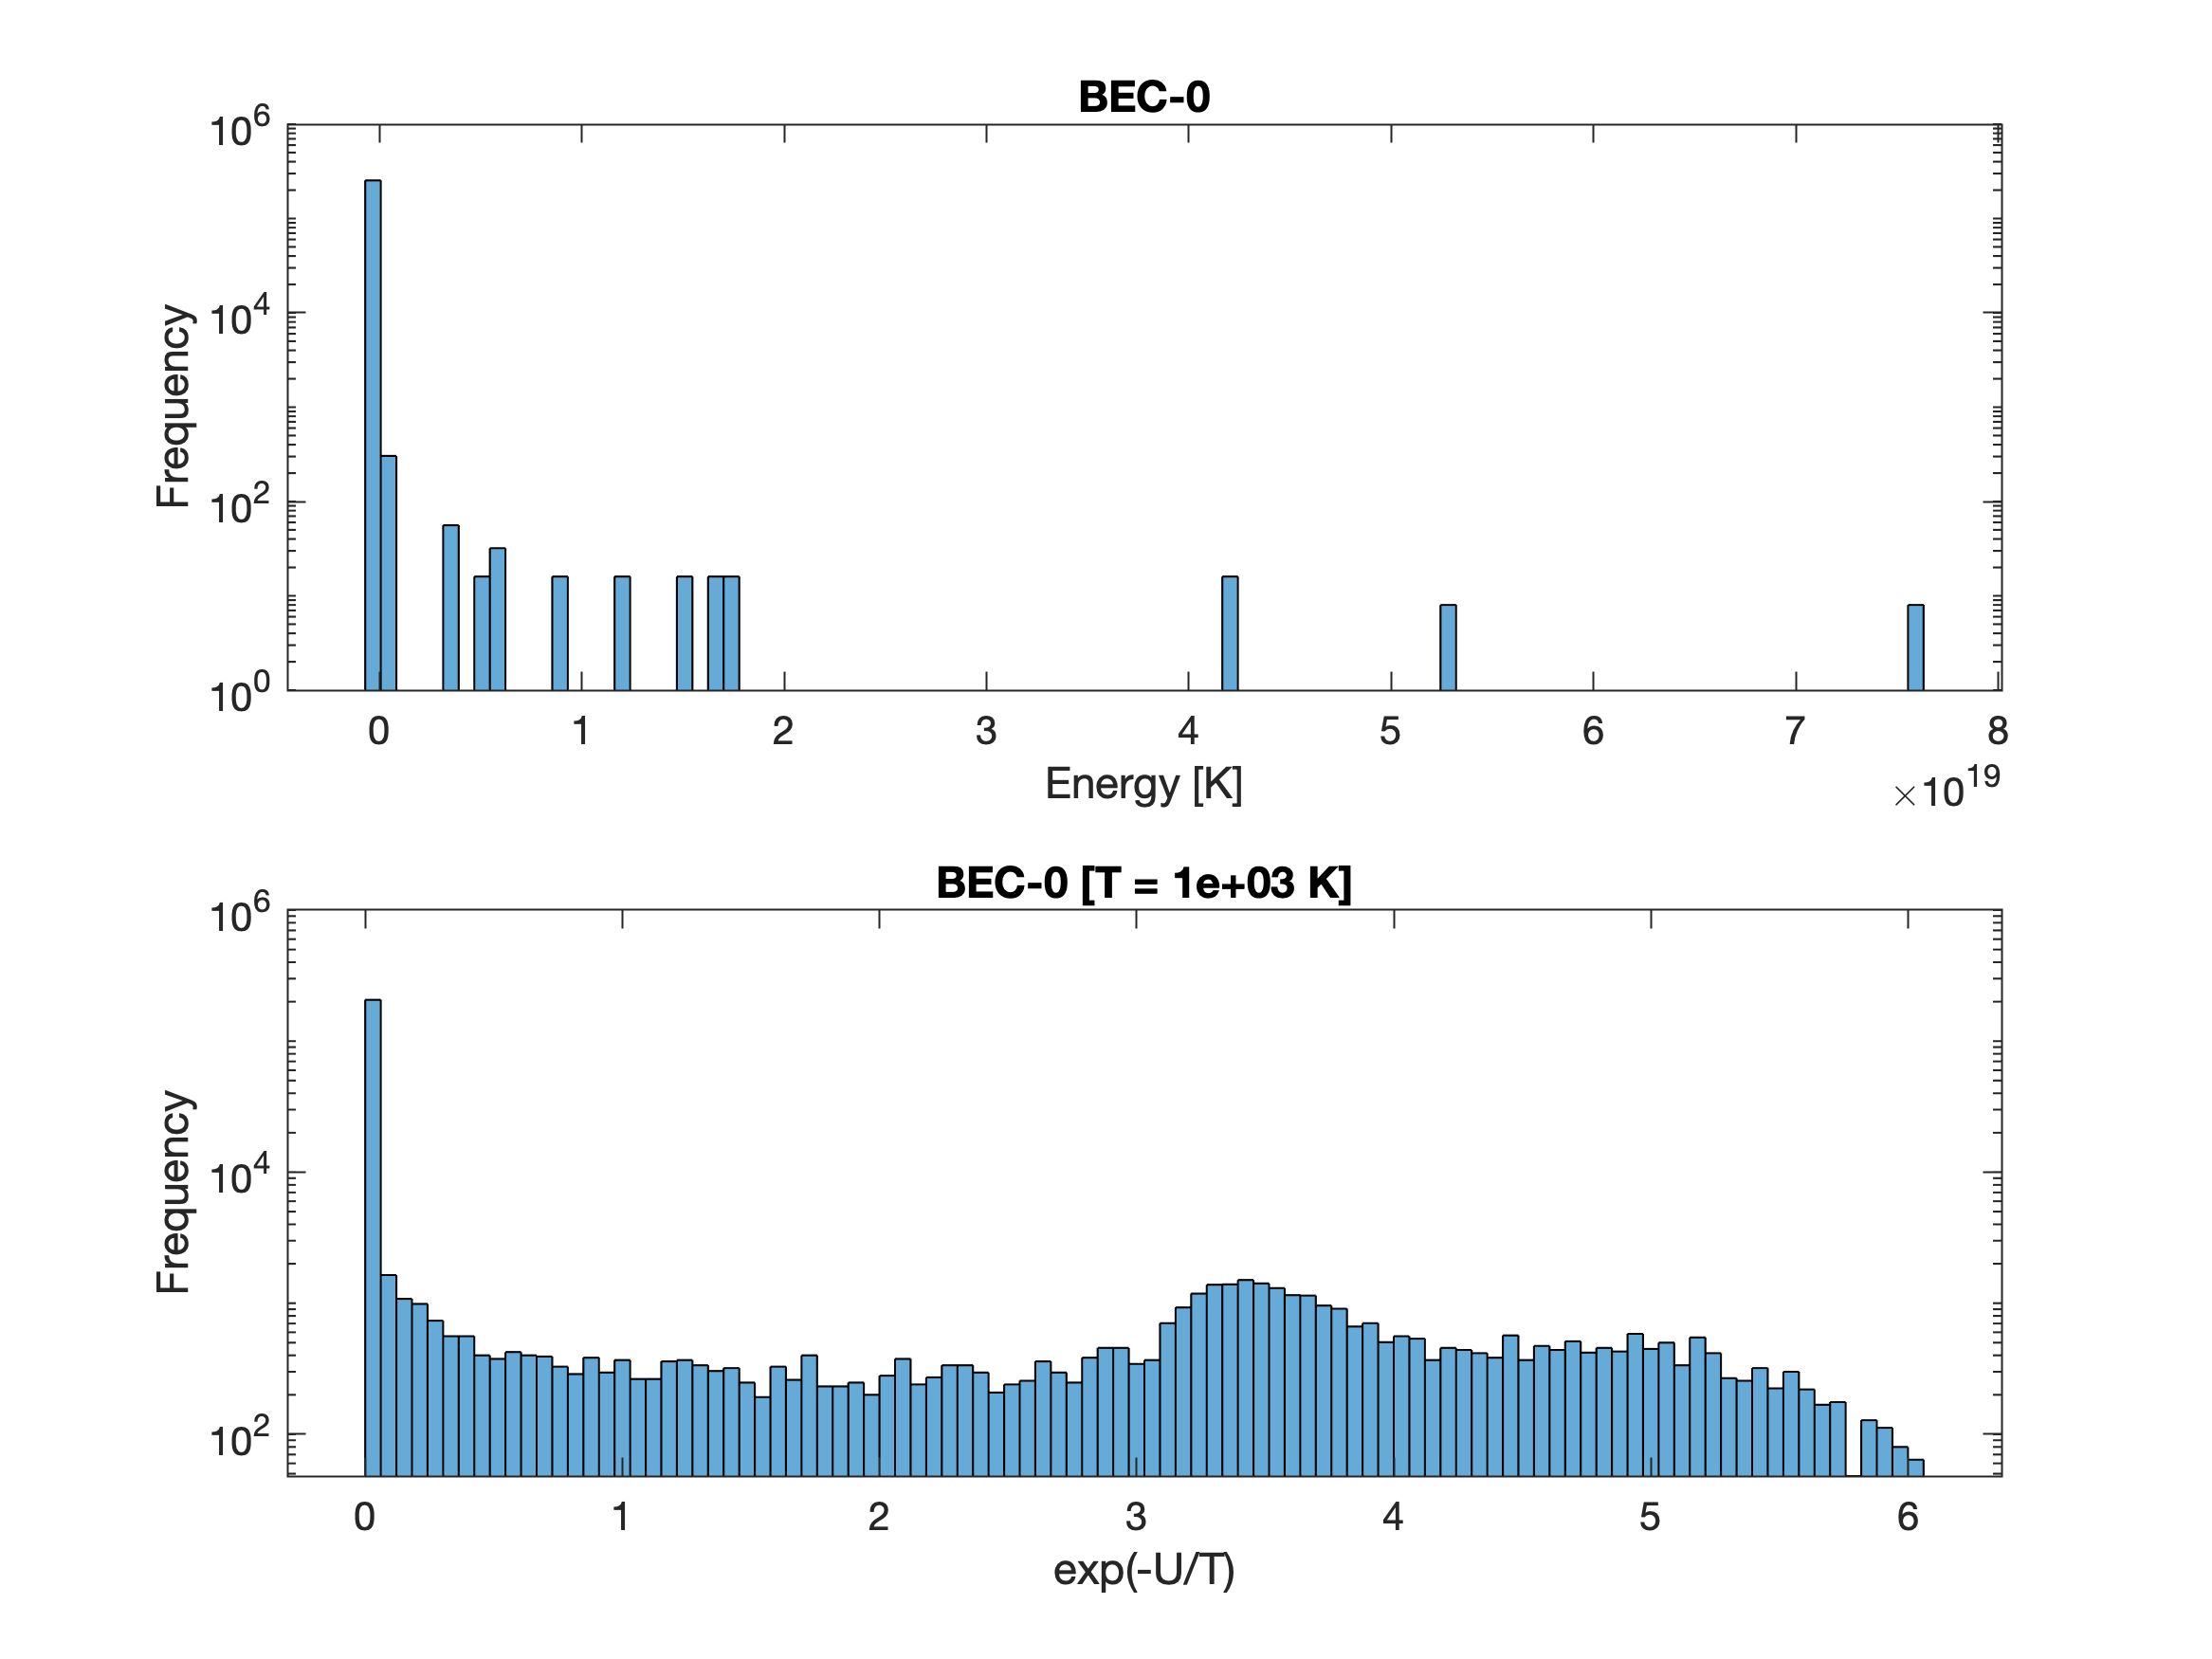 BEC-0
10^6
10^4
10^2
10^0
Frequency
0 1 2 3 4 5 6 7 8
Energy [K]
×10^19
BEC-0 [T = 1e+03 K]
10^6
10^4
10^2
Frequency
0 1 2 3 4 5 6
exp(-U/T)